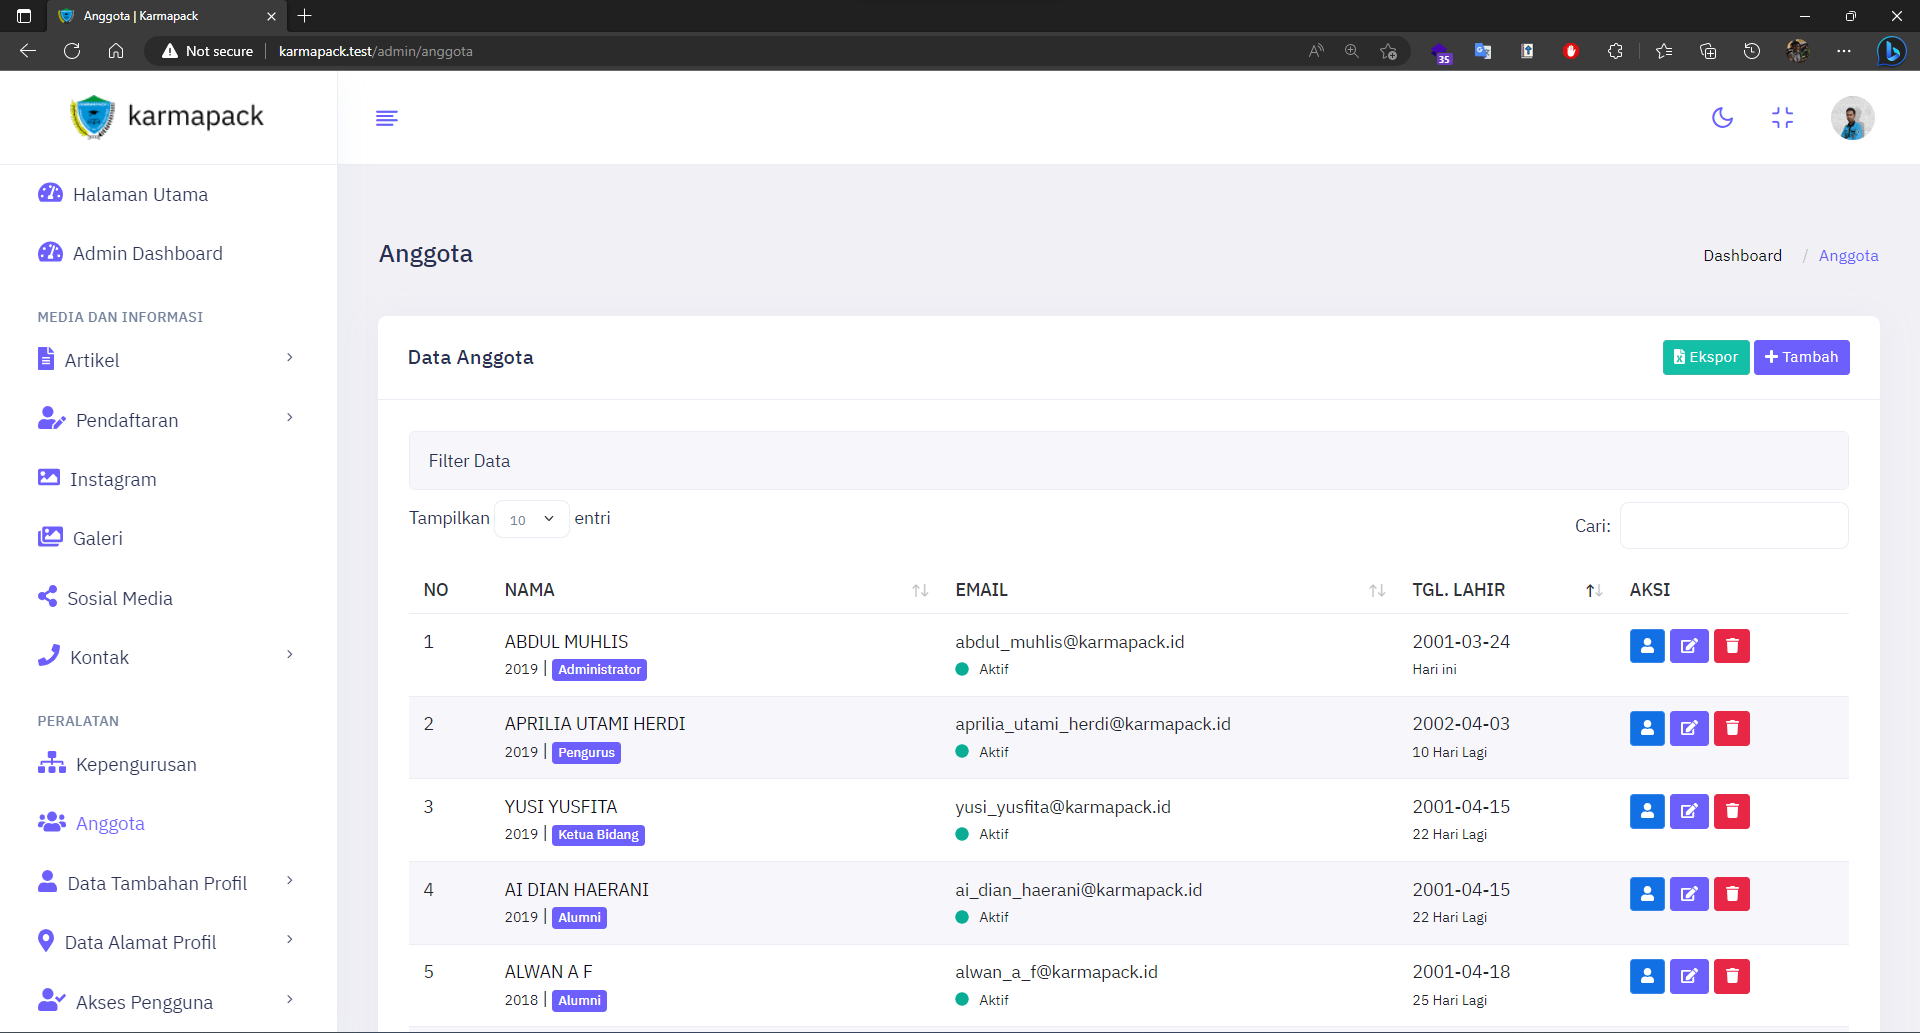 Anggota | Karmapack
Not secure
karmapack.test/admin/anggota
35
karmapack
Halaman Utama
Admin Dashboard
MEDIA DAN INFORMASI
Artikel
Pendaftaran
Instagram
Galeri
Sosial Media
Kontak
PERALATAN
Kepengurusan
Anggota
Data Tambahan Profil
Data Alamat Profil
Akses Pengguna
Anggota
Dashboard / Anggota
Data Anggota
Ekspor
Tambah
Filter Data
Tampilkan 10 entri
Cari:
NO NAMA EMAIL TGL. LAHIR AKSI
1 ABDUL MUHLIS abdul_muhlis@karmapack.id 2001-03-24
2019 | Administrator Aktif Hari ini
2 APRILIA UTAMI HERDI aprilia_utami_herdi@karmapack.id 2002-04-03
2019 | Pengurus Aktif 10 Hari Lagi
3 YUSI YUSFITA yusi_yusfita@karmapack.id 2001-04-15
2019 | Ketua Bidang Aktif 22 Hari Lagi
4 AI DIAN HAERANI ai_dian_haerani@karmapack.id 2001-04-15
2019 | Alumni Aktif 22 Hari Lagi
5 ALWAN A F alwan_a_f@karmapack.id 2001-04-18
2018 | Alumni Aktif 25 Hari Lagi